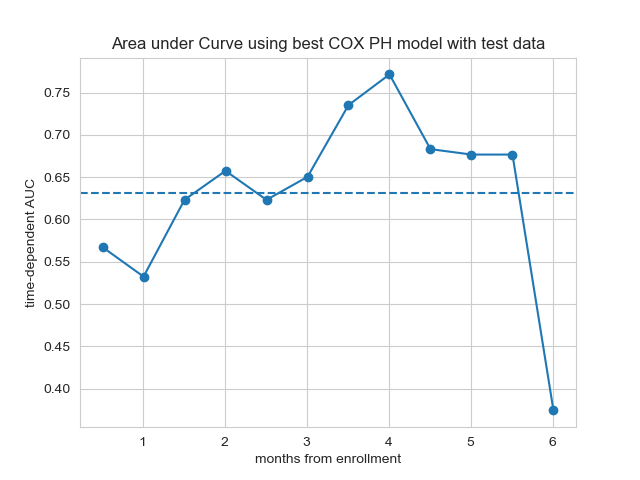 Area under Curve using best COX PH model with test data
time-dependent AUC
0.75
0.70
0.65
0.60
0.55
0.50
0.45
0.40
1 2 3 4 5 6
months from enrollment